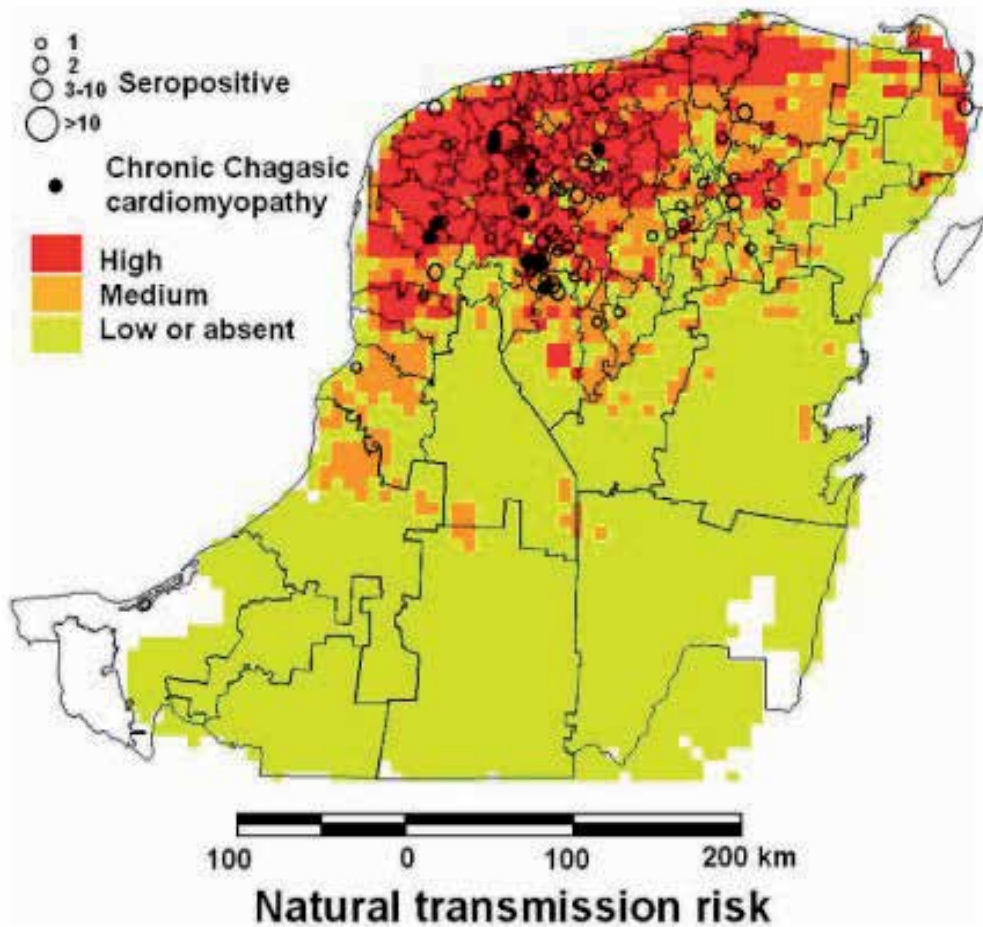 1
2
3-10
>10
Seropositive
Chronic Chagasic
cardiomyopathy
High
Medium
Low or absent
100 0 100 200 km
Natural transmission risk